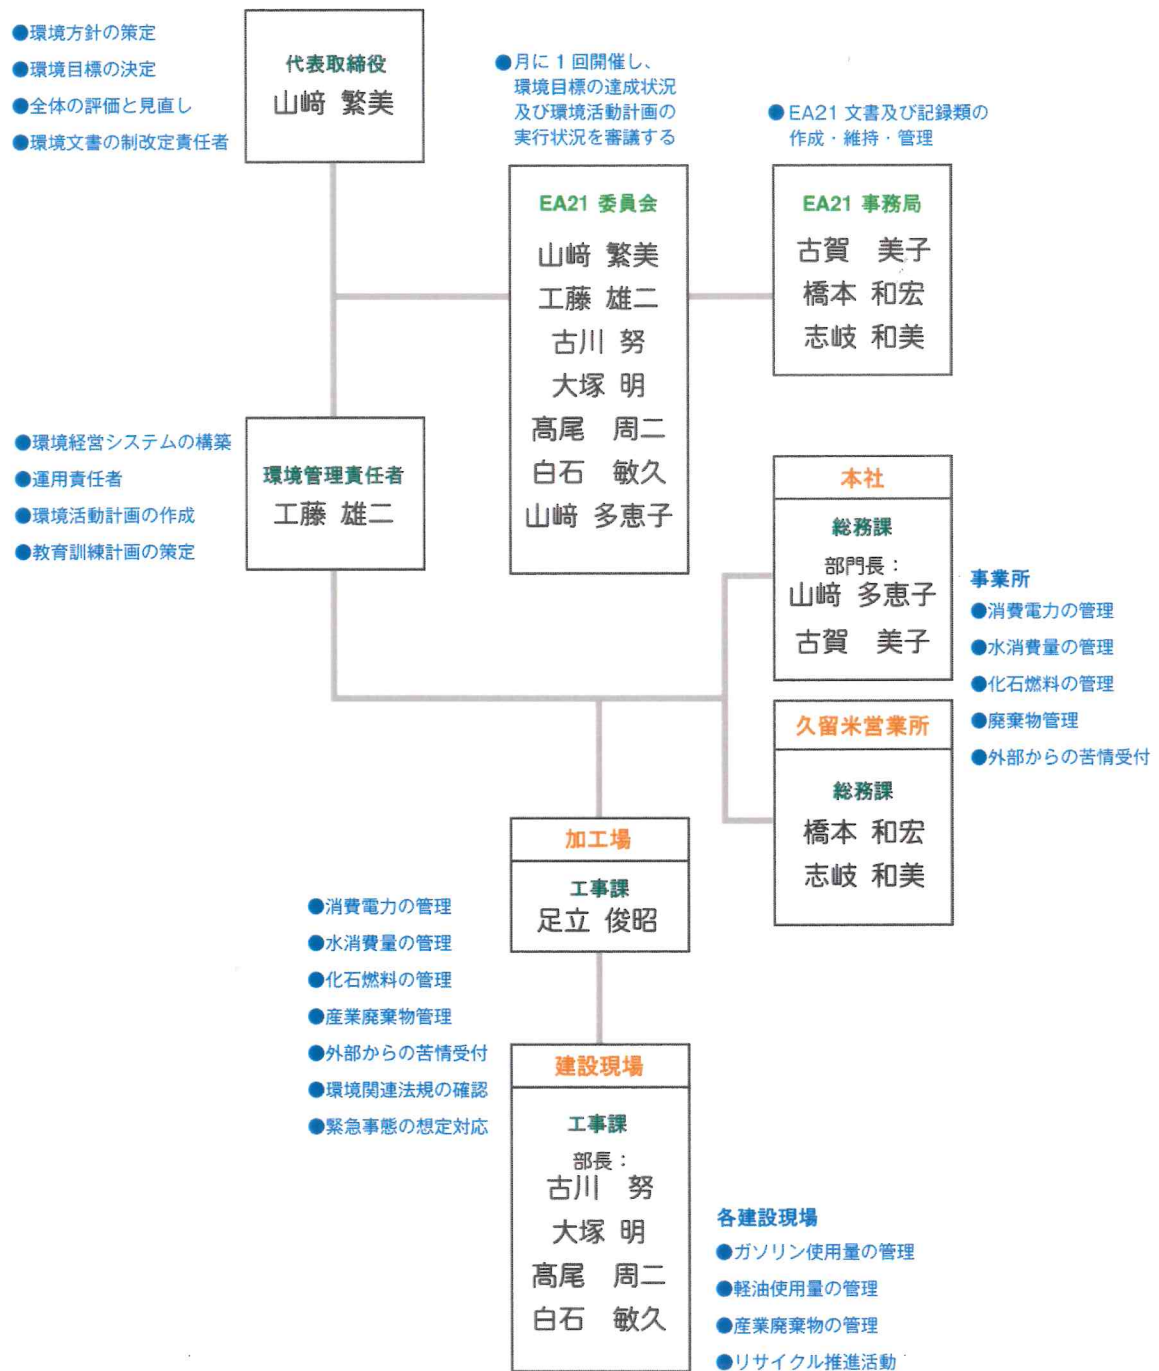 ●環境方針の策定
●環境目標の決定
●全体の評価と見直し
●環境文書の制改定責任者
代表取締役
山﨑 繁美
●月に1回開催し、
環境目標の達成状況
及び環境活動計画の
実行状況を審議する
●EA21文書及び記録類の
作成・維持・管理
EA21 委員会
山﨑 繁美
工藤 雄二
古川 努
大塚 明
髙尾 周二
白石 敏久
山﨑 多恵子
EA21 事務局
古賀 美子
橋本 和宏
志岐 和美
●環境経営システムの構築
●運用責任者
●環境活動計画の作成
●教育訓練計画の策定
環境管理責任者
工藤 雄二
本社
総務課
部門長：
山﨑 多恵子
古賀 美子
事業所
●消費電力の管理
●水消費量の管理
●化石燃料の管理
●廃棄物管理
●外部からの苦情受付
久留米営業所
総務課
橋本 和宏
志岐 和美
加工場
工事課
足立 俊昭
●消費電力の管理
●水消費量の管理
●化石燃料の管理
●産業廃棄物管理
●外部からの苦情受付
●環境関連法規の確認
●緊急事態の想定対応
建設現場
工事課
部長：
古川 努
大塚 明
髙尾 周二
白石 敏久
各建設現場
●ガソリン使用量の管理
●軽油使用量の管理
●産業廃棄物の管理
●リサイクル推進活動